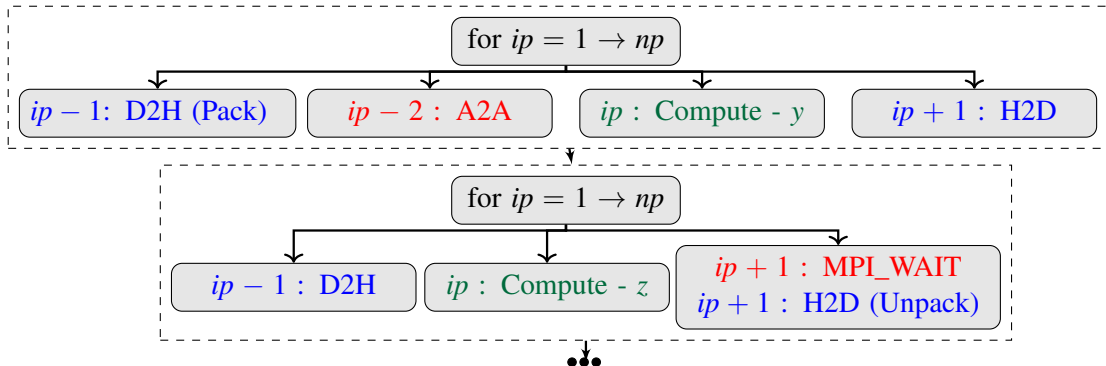 for ip = 1 → np
ip − 1: D2H (Pack)
ip − 2 : A2A
ip : Compute - y
ip + 1 : H2D
for ip = 1 → np
ip − 1 : D2H
ip : Compute - z
ip + 1 : MPI_WAIT
ip + 1 : H2D (Unpack)